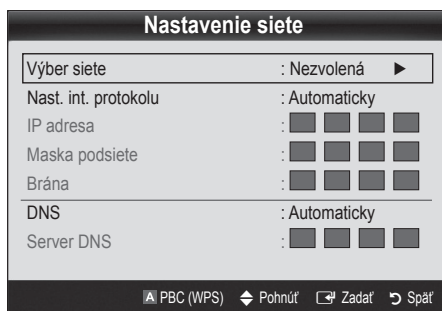 Nastavenie siete
Výber siete : Nezvolená ►
Nast. int. protokolu : Automaticky
IP adresa :
Maska podsiete :
Brána :
DNS : Automaticky
Server DNS :
A PBC (WPS) Pohnúť Zadať Späť